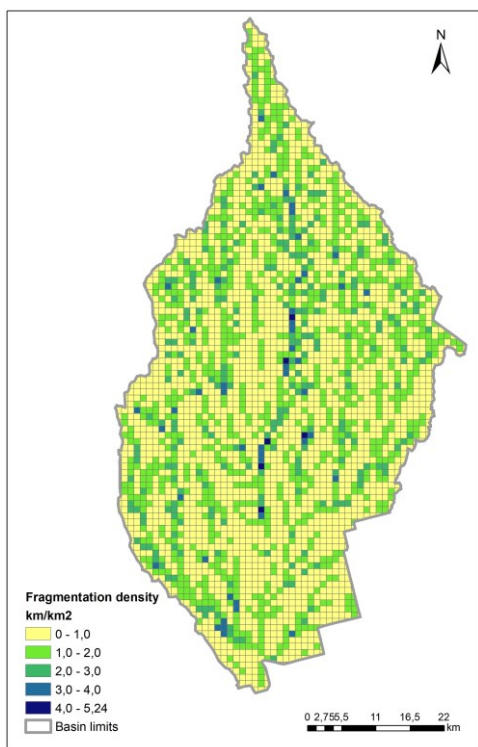 N
Fragmentation density
km/km2
0 - 1,0
1,0 - 2,0
2,0 - 3,0
3,0 - 4,0
4,0 - 5,24
Basin limits
0 2,755,5 11 16,5 22
km